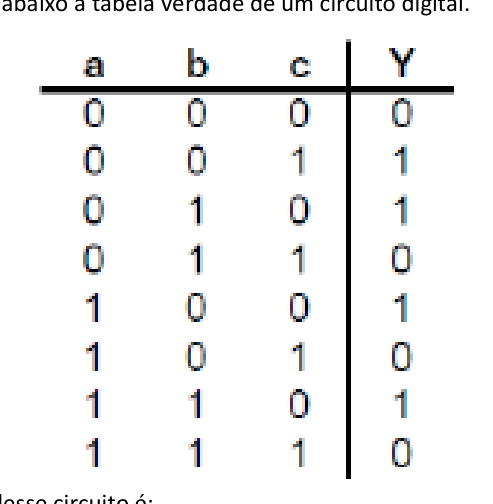 abaixo a tabela verdade de um circuito digital.
a b c Y
0 0 0 0
0 0 1 1
0 1 0 1
0 1 1 0
1 0 0 1
1 0 1 0
1 1 0 1
1 1 1 0
desse circuito é: